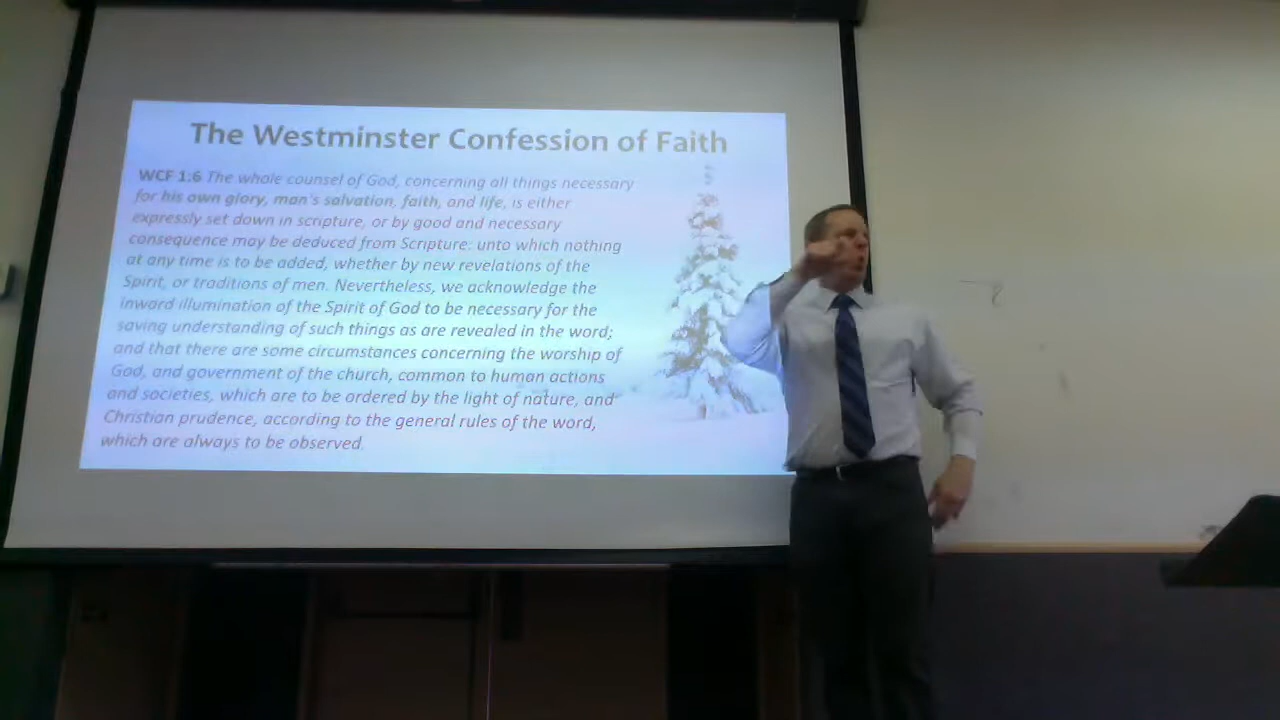 The Westminster Confession of Faith
WCF 1:6 The whole counsel of God, concerning all things necessary
for his own glory, man's salvation, faith, and life, is either
expressly set down in scripture, or by good and necessary
consequence may be deduced from Scripture: unto which nothing
at any time is to be added, whether by new revelations of the
Spirit, or traditions of men. Nevertheless, we acknowledge the
inward illumination of the Spirit of God to be necessary for the
saving understanding of such things as are revealed in the word;
and that there are some circumstances concerning the worship of
God, and government of the church, common to human actions
and societies, which are to be ordered by the light of nature, and
Christian prudence, according to the general rules of the word,
which are always to be observed.